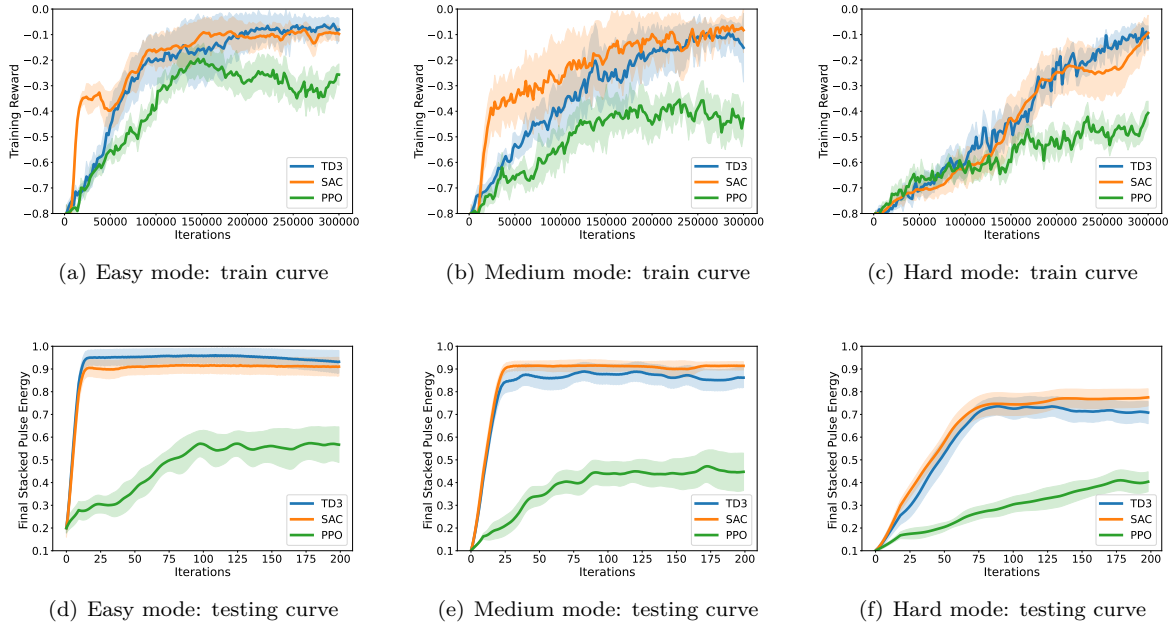 0.0
−0.1
−0.2
−0.3
−0.4
−0.5
−0.6
−0.7
−0.8
Training Reward
0 50000 100000 150000 200000 250000 300000
Iterations
TD3
SAC
PPO
(a) Easy mode: train curve
0.0
−0.1
−0.2
−0.3
−0.4
−0.5
−0.6
−0.7
−0.8
Training Reward
0 50000 100000 150000 200000 250000 300000
Iterations
TD3
SAC
PPO
(b) Medium mode: train curve
0.0
−0.1
−0.2
−0.3
−0.4
−0.5
−0.6
−0.7
−0.8
Training Reward
0 50000 100000 150000 200000 250000 300000
Iterations
TD3
SAC
PPO
(c) Hard mode: train curve
1.0
0.9
0.8
0.7
0.6
0.5
0.4
0.3
0.2
0.1
Final Stacked Pulse Energy
0 25 50 75 100 125 150 175 200
Iterations
TD3
SAC
PPO
(d) Easy mode: testing curve
1.0
0.9
0.8
0.7
0.6
0.5
0.4
0.3
0.2
0.1
Final Stacked Pulse Energy
0 25 50 75 100 125 150 175 200
Iterations
TD3
SAC
PPO
(e) Medium mode: testing curve
1.0
0.9
0.8
0.7
0.6
0.5
0.4
0.3
0.2
0.1
Final Stacked Pulse Energy
0 25 50 75 100 125 150 175 200
Iterations
TD3
SAC
PPO
(f) Hard mode: testing curve